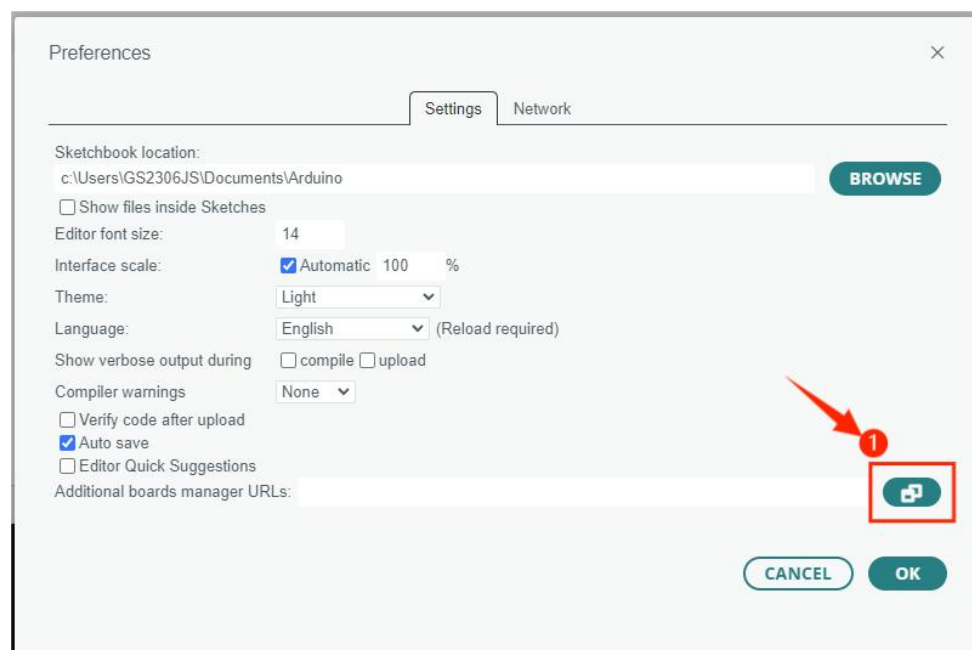 Preferences
Settings Network
Sketchbook location:
c:\Users\GS2306JS\Documents\Arduino BROWSE
Show files inside Sketches
Editor font size: 14
Interface scale: Automatic 100 %
Theme: Light
Language: English (Reload required)
Show verbose output during compile upload
Compiler warnings None
Verify code after upload
Auto save
Editor Quick Suggestions
1
Additional boards manager URLs:
CANCEL OK